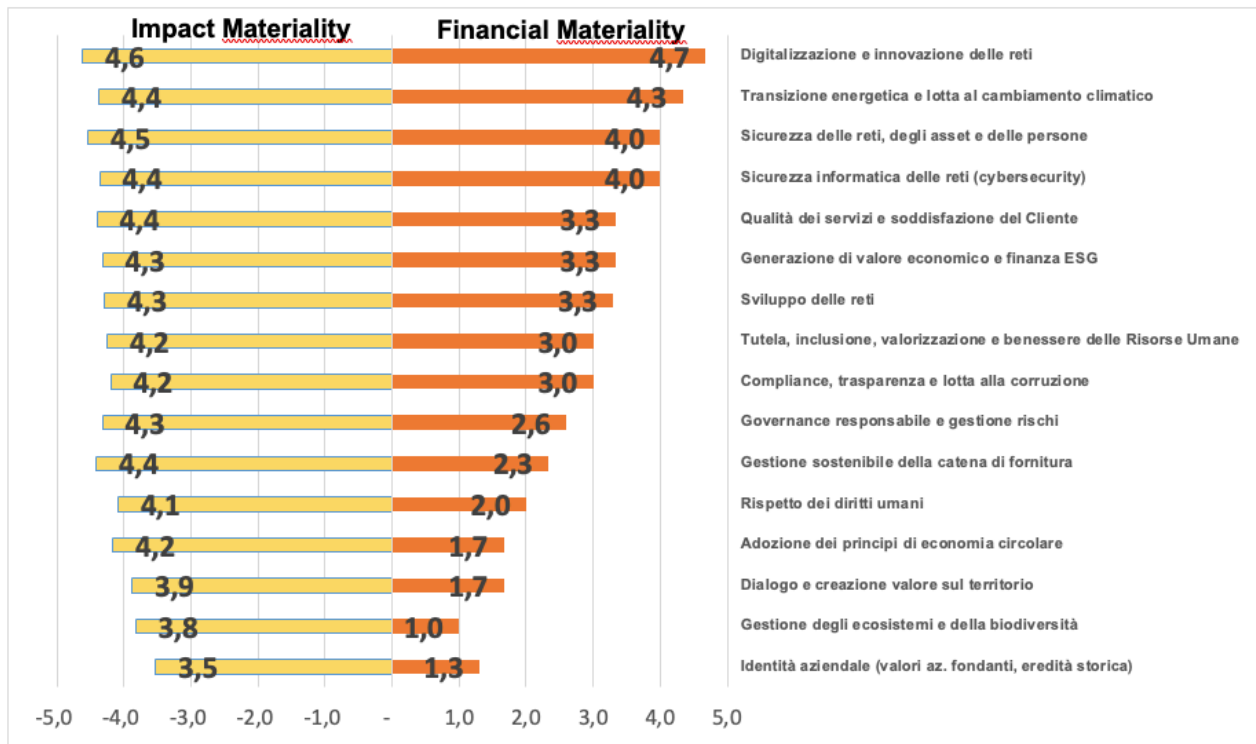 Impact Materiality Financial Materiality
4,6 4,7 Digitalizzazione e innovazione delle reti
4,4 4,3 Transizione energetica e lotta al cambiamento climatico
4,5 4,0 Sicurezza delle reti, degli asset e delle persone
4,4 4,0 Sicurezza informatica delle reti (cybersecurity)
4,4 3,3 Qualità dei servizi e soddisfazione del Cliente
4,3 3,3 Generazione di valore economico e finanza ESG
4,3 3,3 Sviluppo delle reti
4,2 3,0 Tutela, inclusione, valorizzazione e benessere delle Risorse Umane
4,2 3,0 Compliance, trasparenza e lotta alla corruzione
4,3 2,6 Governance responsabile e gestione rischi
4,4 2,3 Gestione sostenibile della catena di fornitura
4,1 2,0 Rispetto dei diritti umani
4,2 1,7 Adozione dei principi di economia circolare
3,9 1,7 Dialogo e creazione valore sul territorio
3,8 1,0 Gestione degli ecosistemi e della biodiversità
3,5 1,3 Identità aziendale (valori az. fondanti, eredità storica)
-5,0 -4,0 -3,0 -2,0 -1,0 - 1,0 2,0 3,0 4,0 5,0